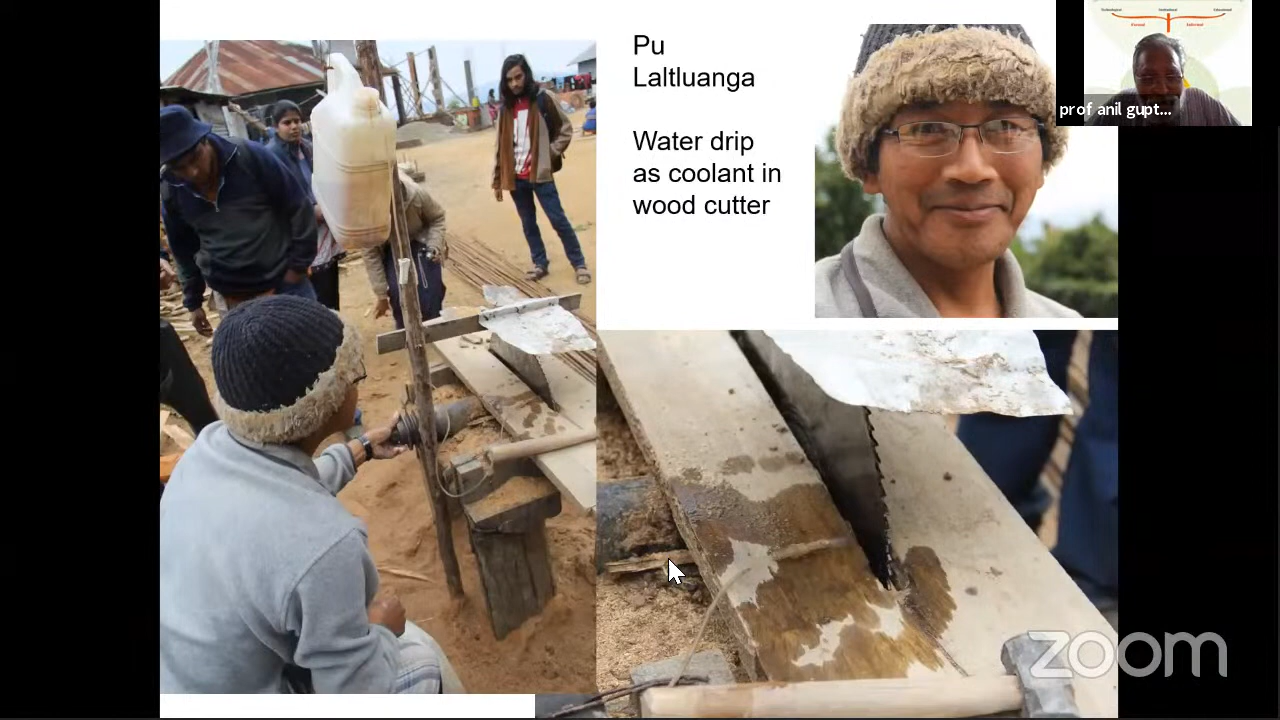 Pu
Laltluanga
Water drip
as coolant in
wood cutter
prof anil gupt...
zoom